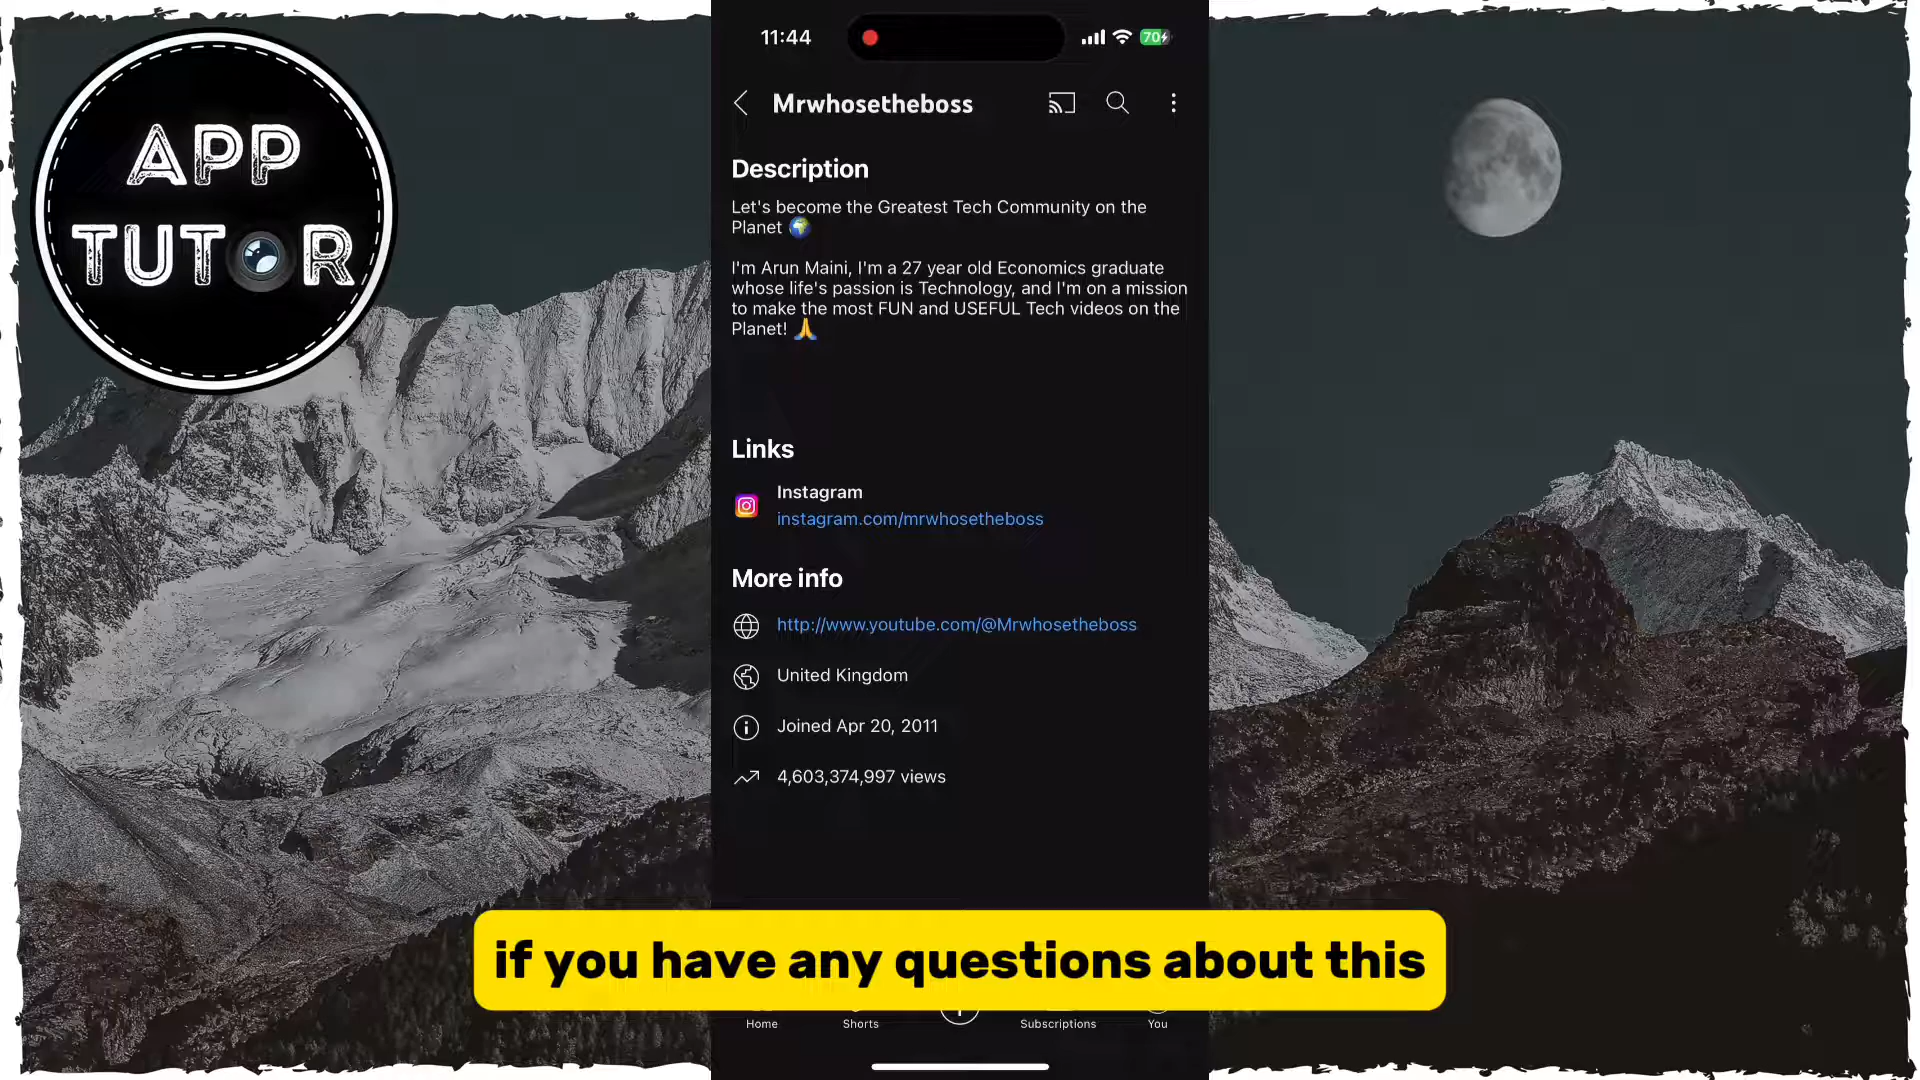 APP
TUTOR
11:44
70
Mrwhosetheboss
Description
Let's become the Greatest Tech Community on the
Planet 🌍
I'm Arun Maini, I'm a 27 year old Economics graduate
whose life's passion is Technology, and I'm on a mission
to make the most FUN and USEFUL Tech videos on the
Planet! 🙏
Links
Instagram
instagram.com/mrwhosetheboss
More info
http://www.youtube.com/@Mrwhosetheboss
United Kingdom
Joined Apr 20, 2011
4,603,374,997 views
if you have any questions about this
Home
Shorts
Subscriptions
You